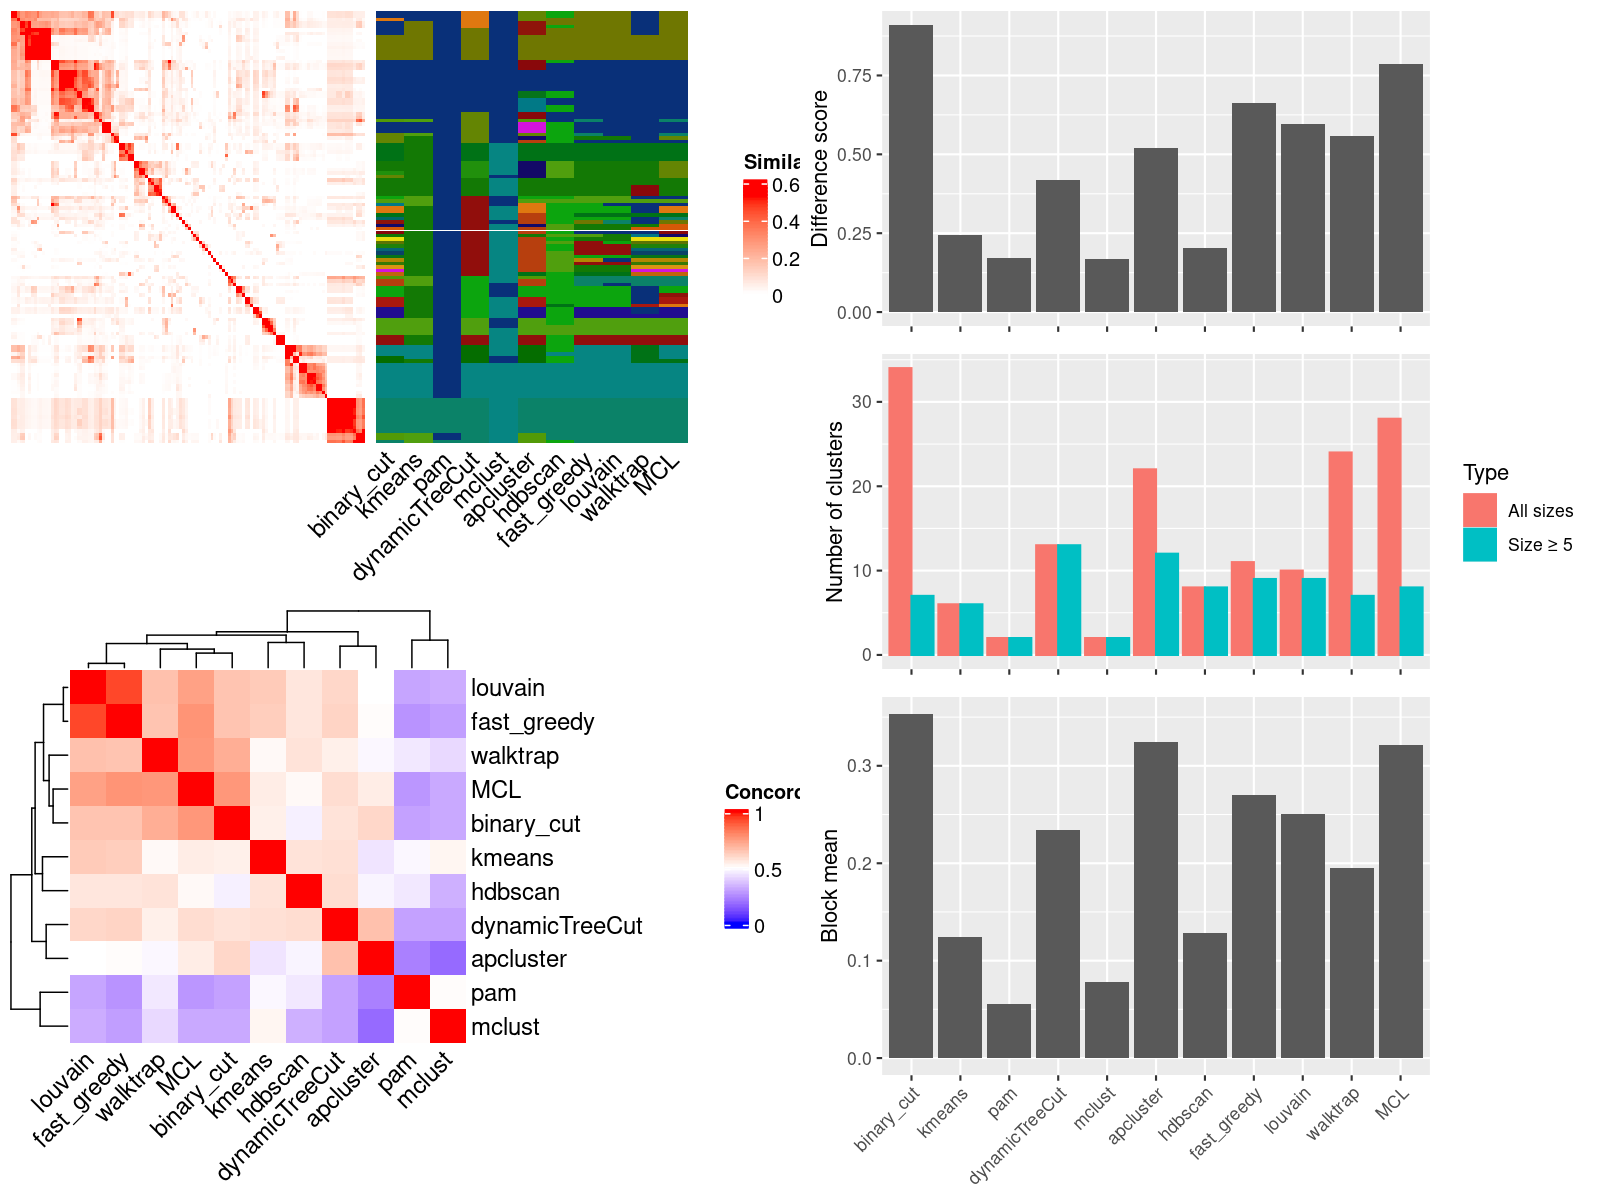 Simila
0.6
0.4
0.2
0
binary_cut
kmeans
pam
dynamicTreeCut
mclust
apcluster
hdbscan
fast_greedy
louvain
walktrap
MCL
Concord
1
0.5
0
louvain
fast_greedy
walktrap
MCL
binary_cut
kmeans
hdbscan
dynamicTreeCut
apcluster
pam
mclust
louvain
fast_greedy
walktrap
MCL
binary_cut
kmeans
hdbscan
dynamicTreeCut
apcluster
pam
mclust
Difference score
0.75
0.50
0.25
0.00
Number of clusters
30
20
10
0
Type
All sizes
Size ≥ 5
Block mean
0.3
0.2
0.1
0.0
binary_cut
kmeans
pam
dynamicTreeCut
mclust
apcluster
hdbscan
fast_greedy
louvain
walktrap
MCL